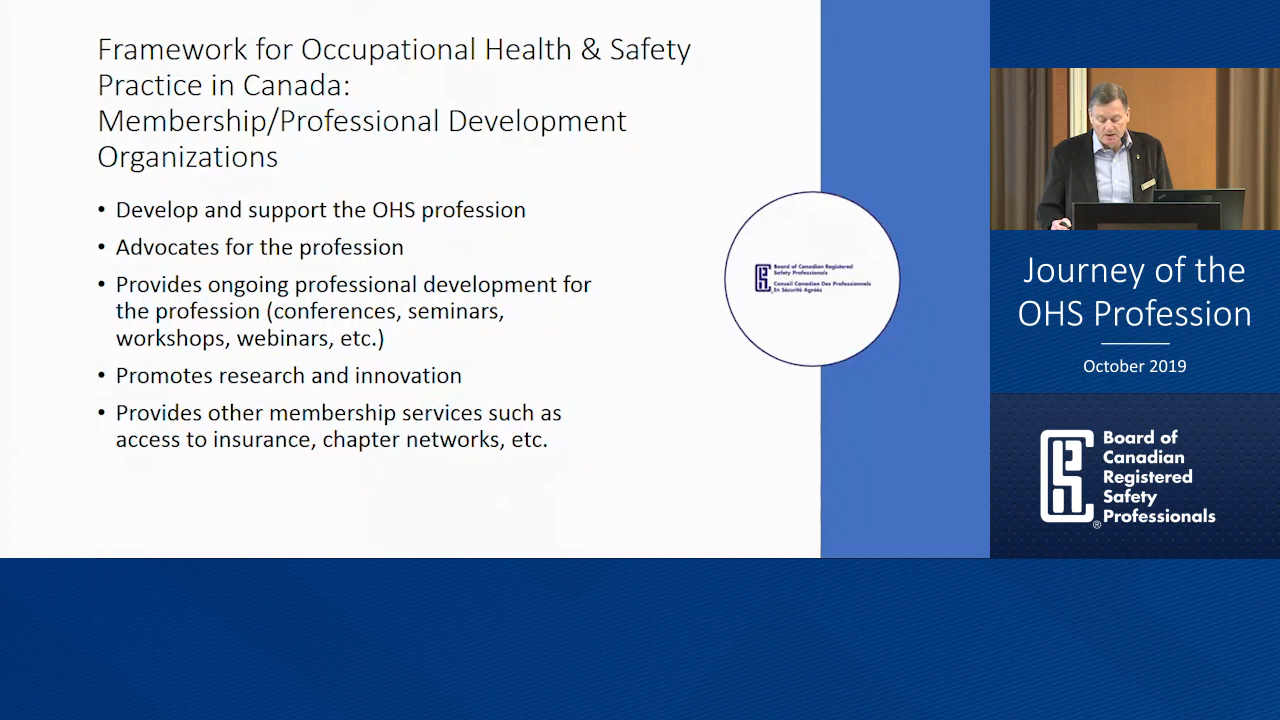 Framework for Occupational Health & Safety
Practice in Canada:
Membership/Professional Development
Organizations
• Develop and support the OHS profession
• Advocates for the profession
• Provides ongoing professional development for
the profession (conferences, seminars,
workshops, webinars, etc.)
• Promotes research and innovation
• Provides other membership services such as
access to insurance, chapter networks, etc.
Board of Canadian Registered
Safety Professionals
Conseil Canadien Des Professionnels
En Sécurité Agréés
Journey of the
OHS Profession
October 2019
Board of
Canadian
Registered
Safety
Professionals
®